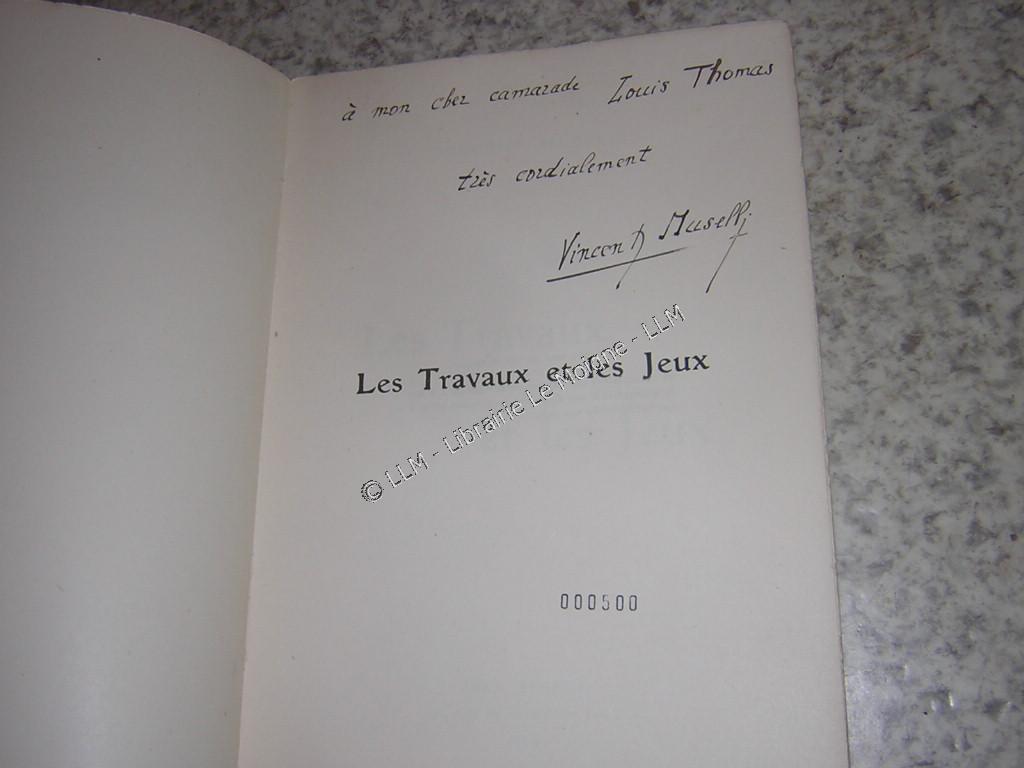 à mon cher camarade Louis Thomas
très cordialement
Vincent Muselli
Les Travaux et les Jeux
© LLM - Librairie Le Moigne - LLM
000500